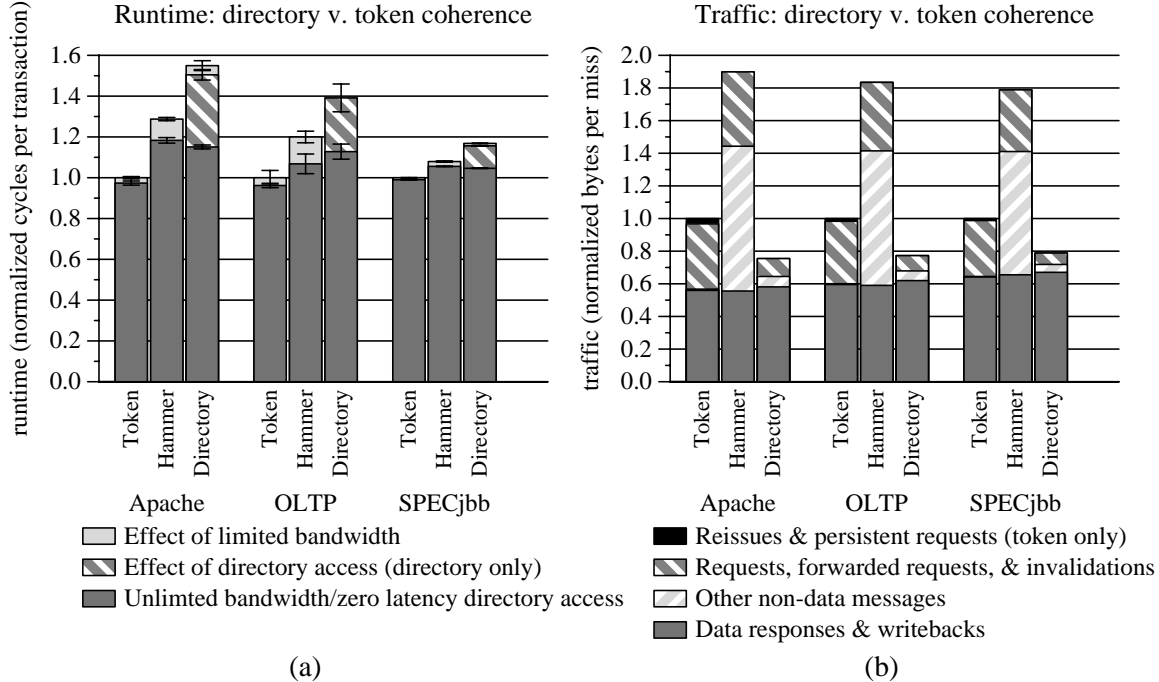 Runtime: directory v. token coherence
runtime (normalized cycles per transaction)
1.6
1.4
1.2
1.0
0.8
0.6
0.4
0.2
0.0
Token
Hammer
Directory
Token
Hammer
Directory
Token
Hammer
Directory
Apache
OLTP
SPECjbb
Effect of limited bandwidth
Effect of directory access (directory only)
Unlimted bandwidth/zero latency directory access
(a)
Traffic: directory v. token coherence
traffic (normalized bytes per miss)
2.0
1.8
1.6
1.4
1.2
1.0
0.8
0.6
0.4
0.2
0.0
Token
Hammer
Directory
Token
Hammer
Directory
Token
Hammer
Directory
Apache
OLTP
SPECjbb
Reissues & persistent requests (token only)
Requests, forwarded requests, & invalidations
Other non-data messages
Data responses & writebacks
(b)